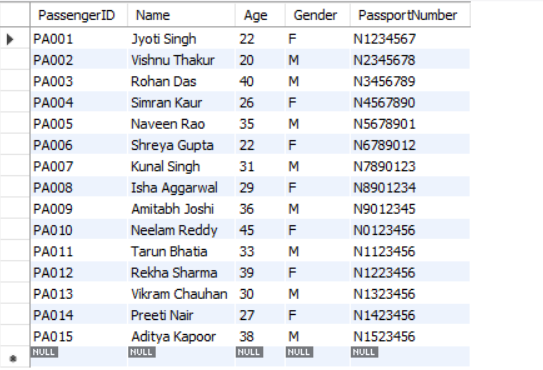 PassengerID Name Age Gender PassportNumber
PA001 Jyoti Singh 22 F N1234567
PA002 Vishnu Thakur 20 M N2345678
PA003 Rohan Das 40 M N3456789
PA004 Simran Kaur 26 F N4567890
PA005 Naveen Rao 35 M N5678901
PA006 Shreya Gupta 22 F N6789012
PA007 Kunal Singh 31 M N7890123
PA008 Isha Aggarwal 29 F N8901234
PA009 Amitabh Joshi 36 M N9012345
PA010 Neelam Reddy 45 F N0123456
PA011 Tarun Bhatia 33 M N1123456
PA012 Rekha Sharma 39 F N1223456
PA013 Vikram Chauhan 30 M N1323456
PA014 Preeti Nair 27 F N1423456
PA015 Aditya Kapoor 38 M N1523456
NULL NULL NULL NULL NULL